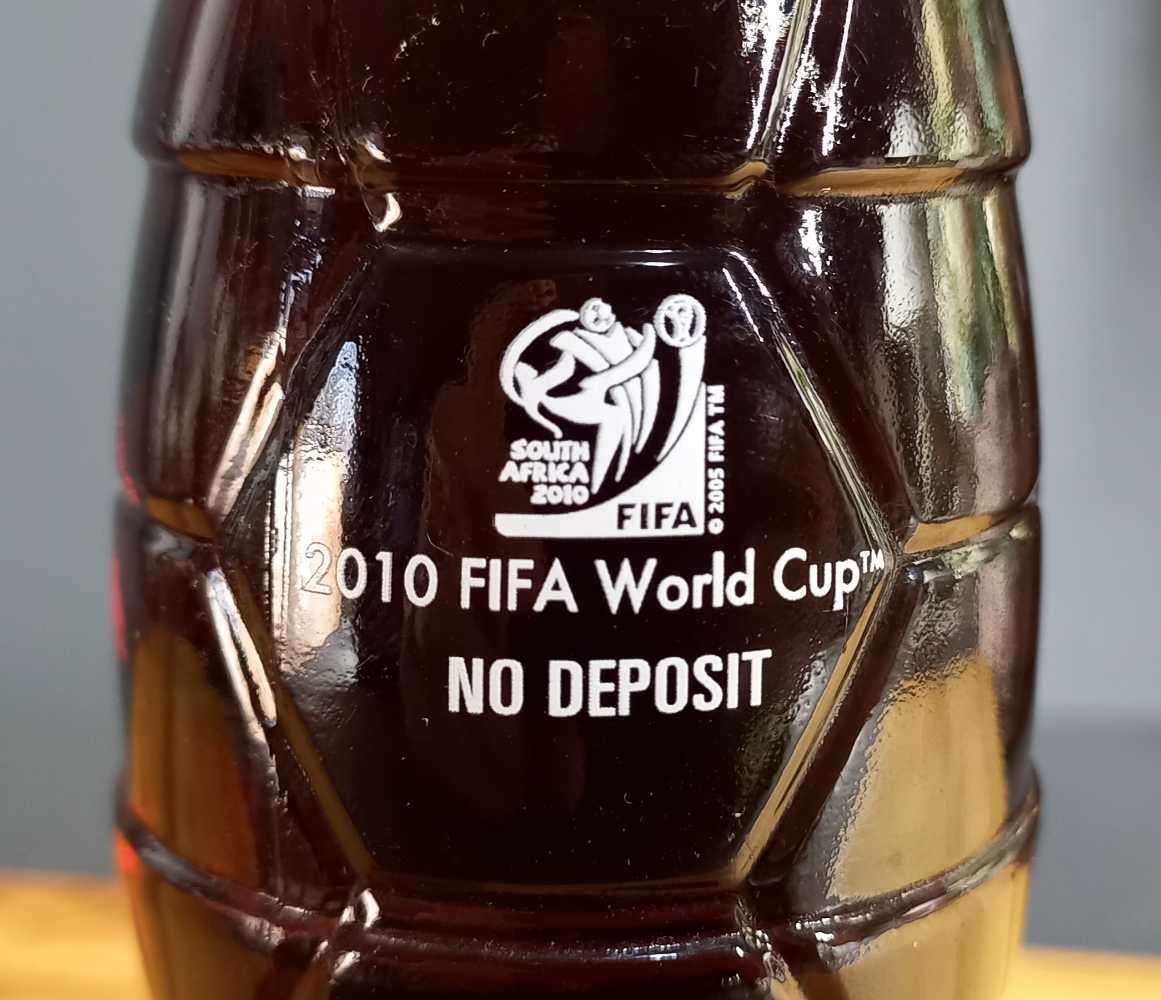 SOUTH
AFRICA
2010
FIFA
© 2005 FIFA TM
2010 FIFA World Cup™
NO DEPOSIT